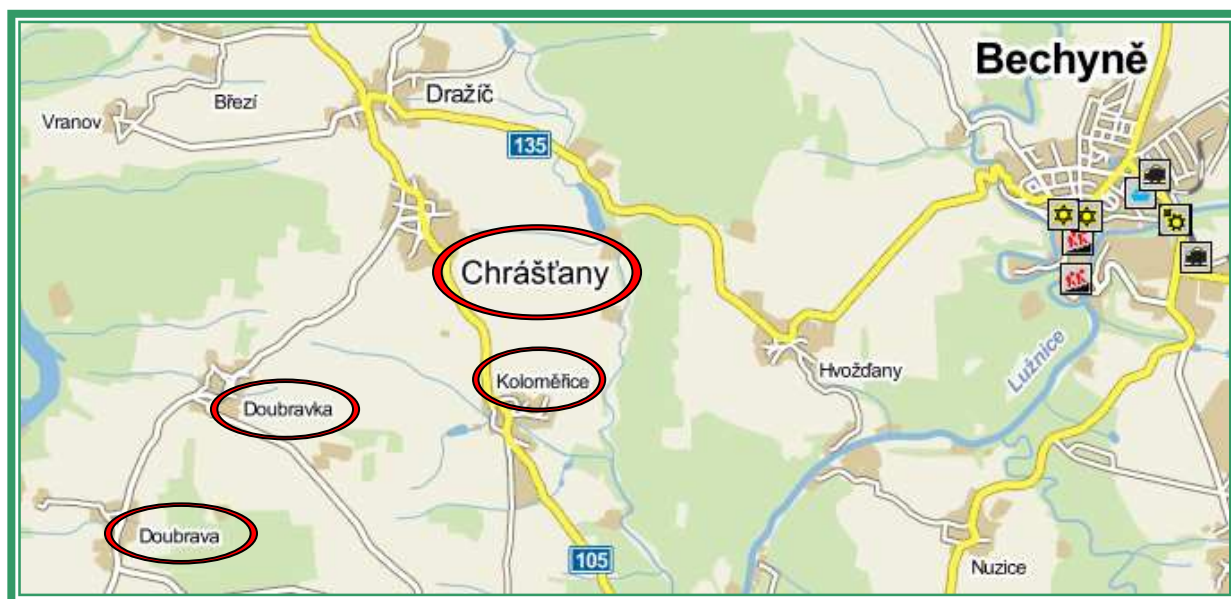 Bechyně
Dražíč
Březí
Vranov
135
Chrášťany
Koloměřice
Hvožďany
Lužnice
Doubravka
Doubrava
105
Nuzice